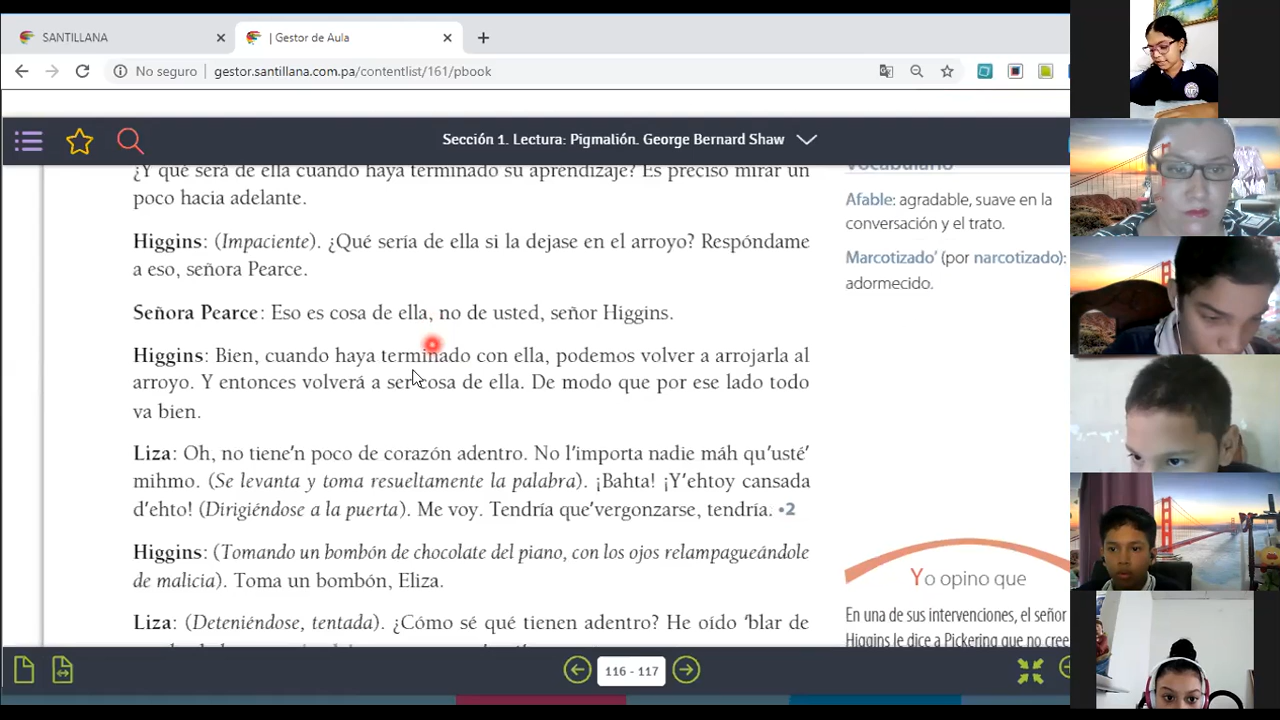 SANTILLANA
| Gestor de Aula
No seguro
gestor.santillana.com.pa/contentlist/161/pbook
Sección 1. Lectura: Pigmalión. George Bernard Shaw
¿Y qué será de ella cuando haya terminado su aprendizaje? Es preciso mirar un
poco hacia adelante.
Higgins: (Impaciente). ¿Qué sería de ella si la dejase en el arroyo? Respóndame
a eso, señora Pearce.
Señora Pearce: Eso es cosa de ella, no de usted, señor Higgins.
Higgins: Bien, cuando haya terminado con ella, podemos volver a arrojarla al
arroyo. Y entonces volverá a ser cosa de ella. De modo que por ese lado todo
va bien.
Liza: Oh, no tiene'n poco de corazón adentro. No l'importa nadie máh qu'usté'
mihmo. (Se levanta y toma resueltamente la palabra). ¡Bahta! ¡Y'ehtoy cansada
d'ehto! (Dirigiéndose a la puerta). Me voy. Tendría que'vergonzarse, tendría. •2
Higgins: (Tomando un bombón de chocolate del piano, con los ojos relampagueándole
de malicia). Toma un bombón, Eliza.
Liza: (Deteniéndose, tentada). ¿Cómo sé qué tienen adentro? He oído 'blar de
Vocabulario
Afable: agradable, suave en la
conversación y el trato.
Marcotizado' (por narcotizado):
adormecido.
Yo opino que
En una de sus intervenciones, el señor
Higgins le dice a Pickering que no cree
116 - 117